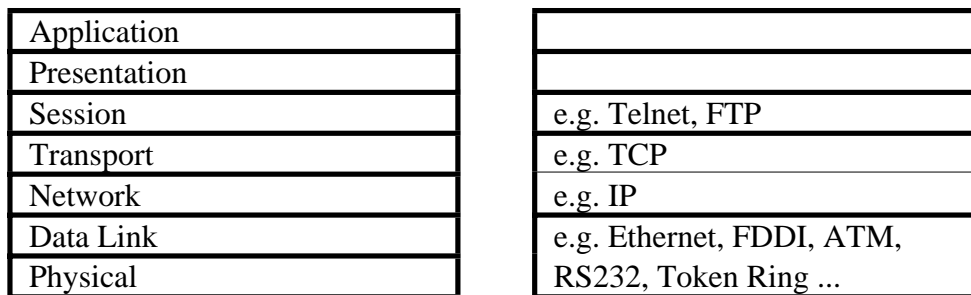 Application
Presentation
Session e.g. Telnet, FTP
Transport e.g. TCP
Network e.g. IP
Data Link e.g. Ethernet, FDDI, ATM,
Physical RS232, Token Ring ...